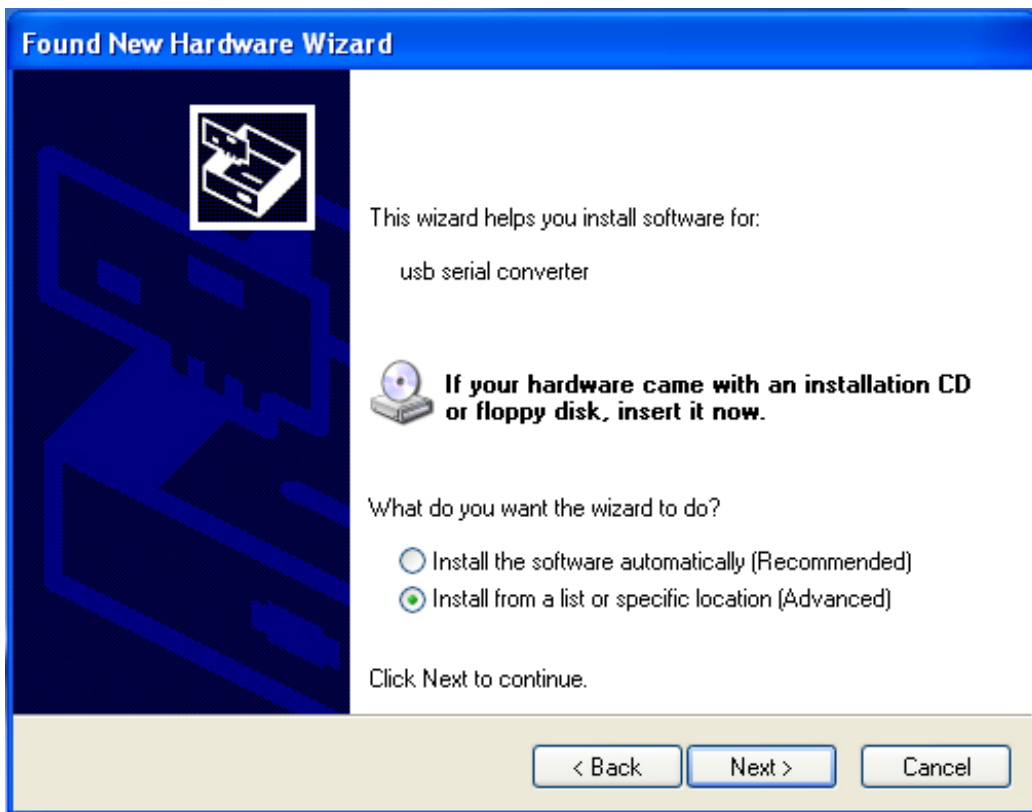 Found New Hardware Wizard
This wizard helps you install software for:
usb serial converter
If your hardware came with an installation CD
or floppy disk, insert it now.
What do you want the wizard to do?
Install the software automatically (Recommended)
Install from a list or specific location (Advanced)
Click Next to continue.
< Back Next > Cancel